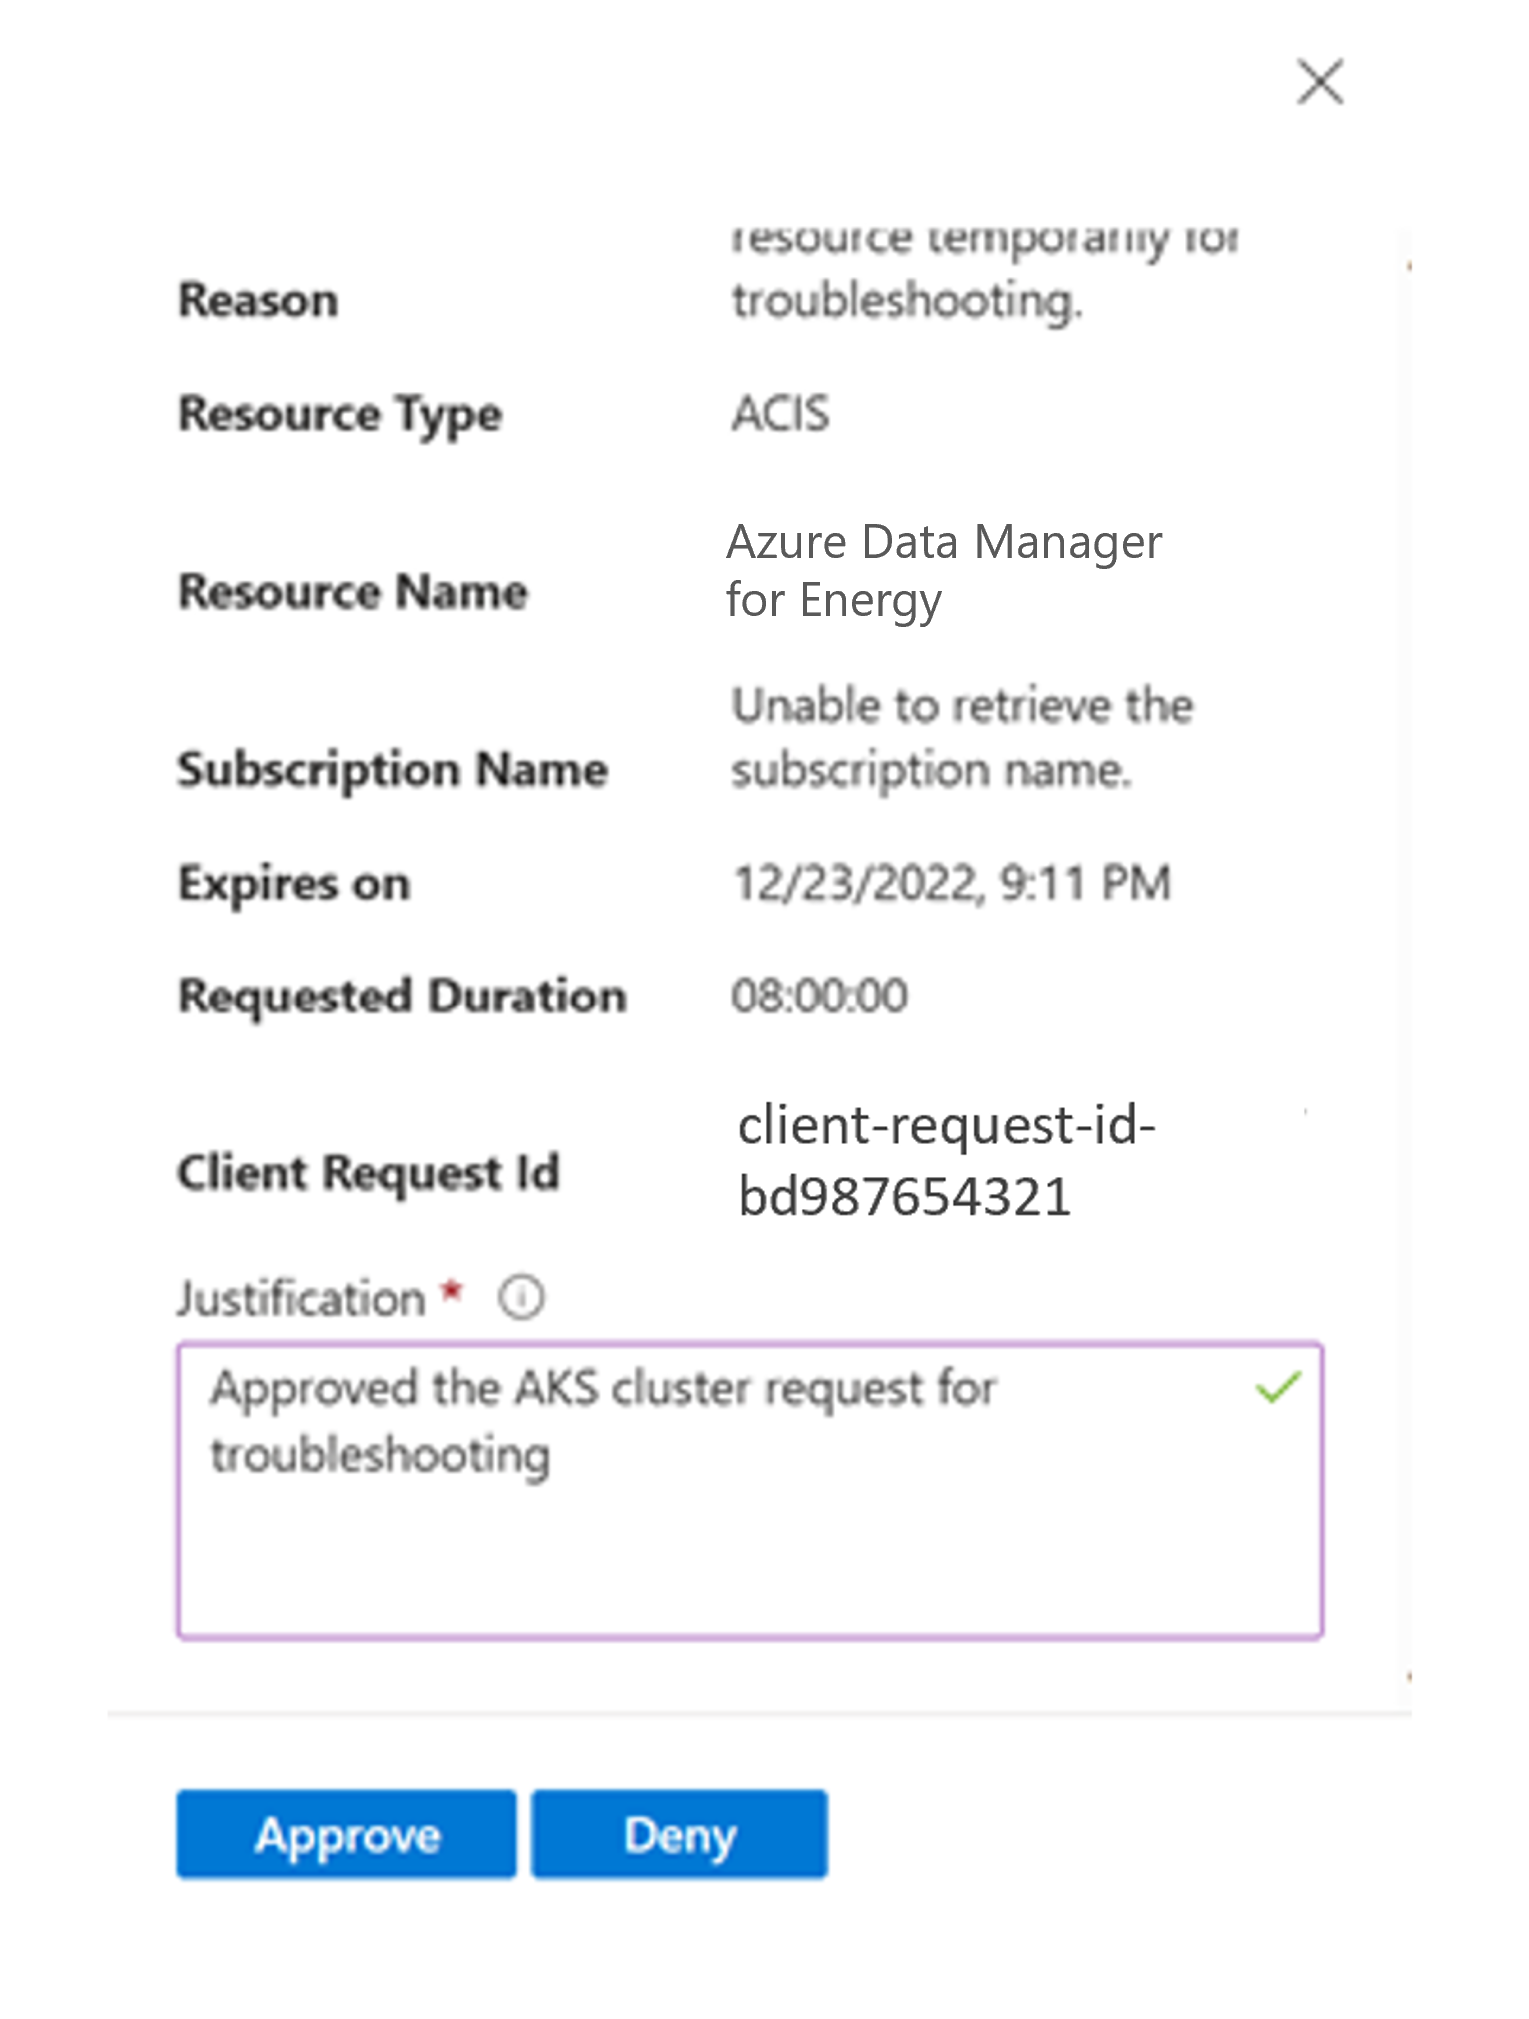 resource temporarily for
Reason troubleshooting.
Resource Type ACIS
Azure Data Manager
Resource Name for Energy
Unable to retrieve the
Subscription Name subscription name.
Expires on 12/23/2022, 9:11 PM
Requested Duration 08:00:00
client-request-id-
Client Request Id bd987654321
Justification *
Approved the AKS cluster request for
troubleshooting
Approve Deny